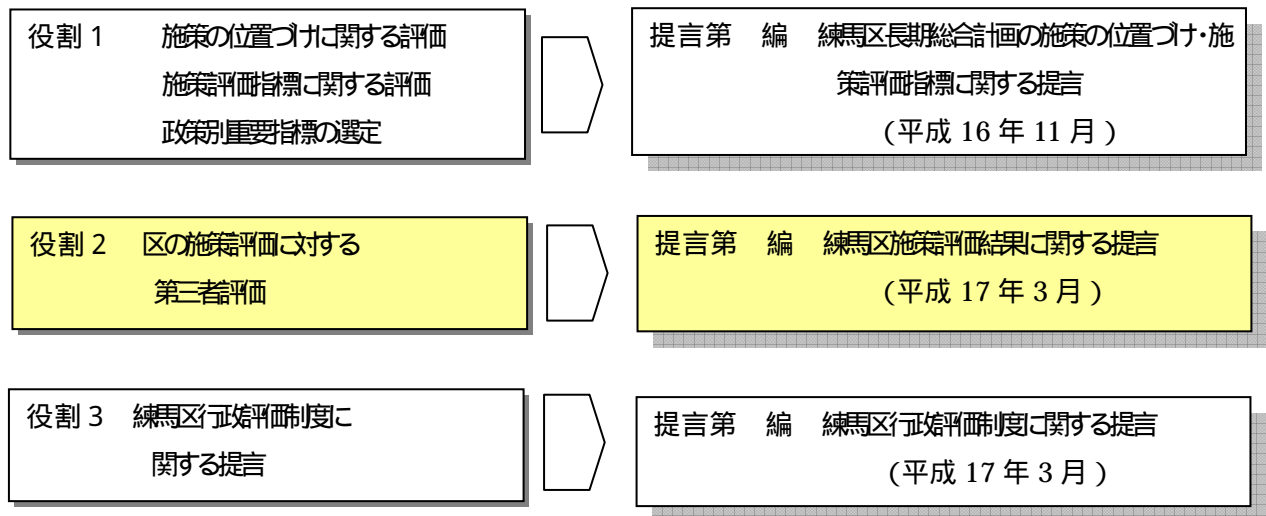 役割1 施策の位置づけに関する評価
施策評価指標に関する評価
政策別重要指標の選定
提言第 編 練馬区長期総合計画の施策の位置づけ・施
策評価指標に関する提言
(平成 16 年 11 月)
役割2 区の施策評価に対する
第三者評価
提言第 編 練馬区施策評価結果に関する提言
(平成 17 年 3 月)
役割3 練馬区行政評価制度に
関する提言
提言第 編 練馬区行政評価制度に関する提言
(平成 17 年 3 月)